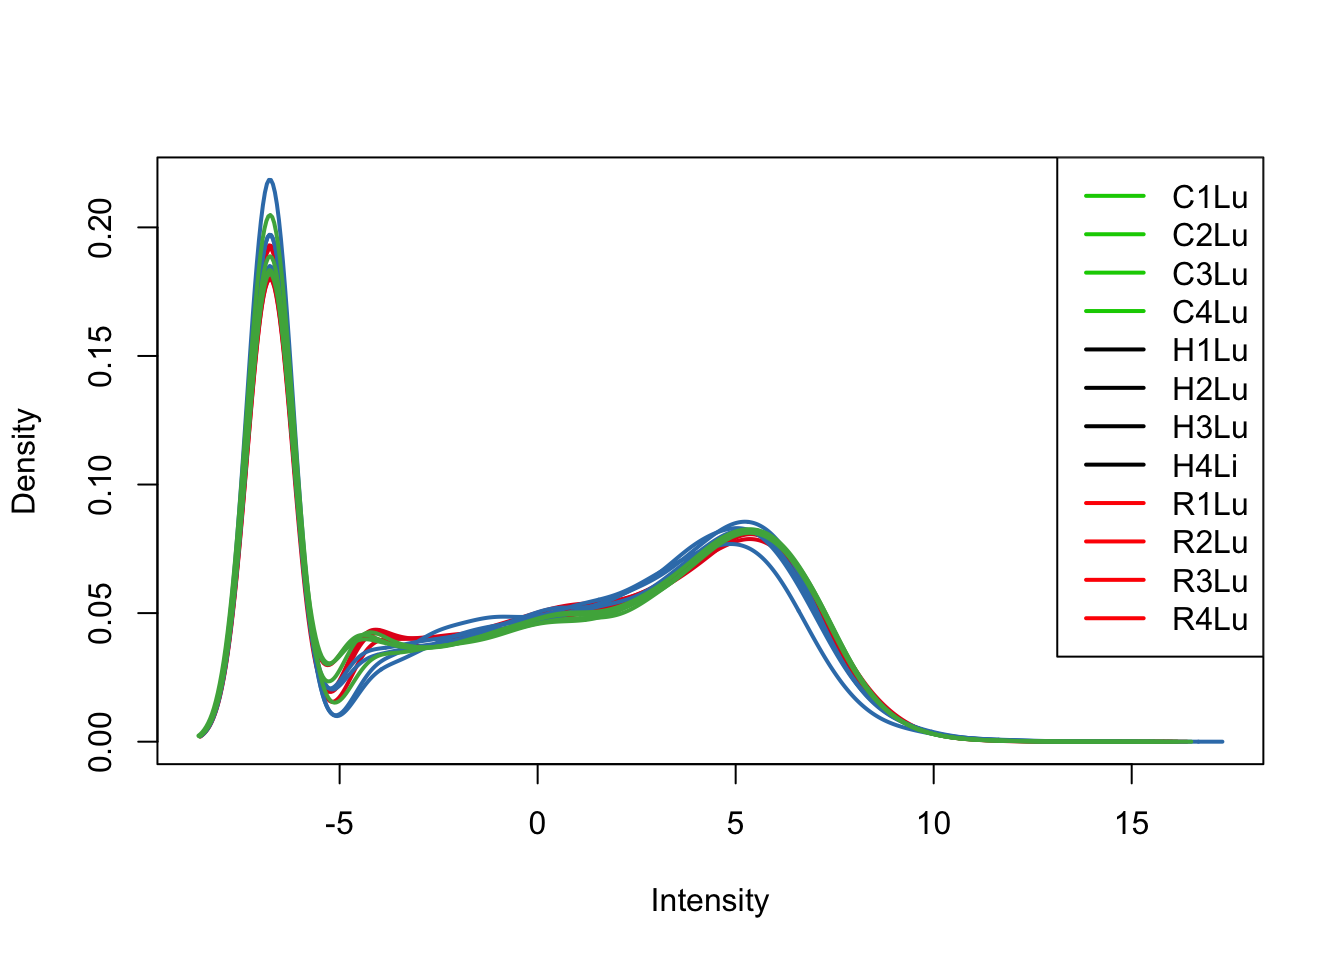 C1Lu
C2Lu
C3Lu
C4Lu
H1Lu
H2Lu
H3Lu
H4Li
R1Lu
R2Lu
R3Lu
R4Lu
0.20
0.15
0.10
0.05
0.00
Density
-5 0 5 10 15
Intensity